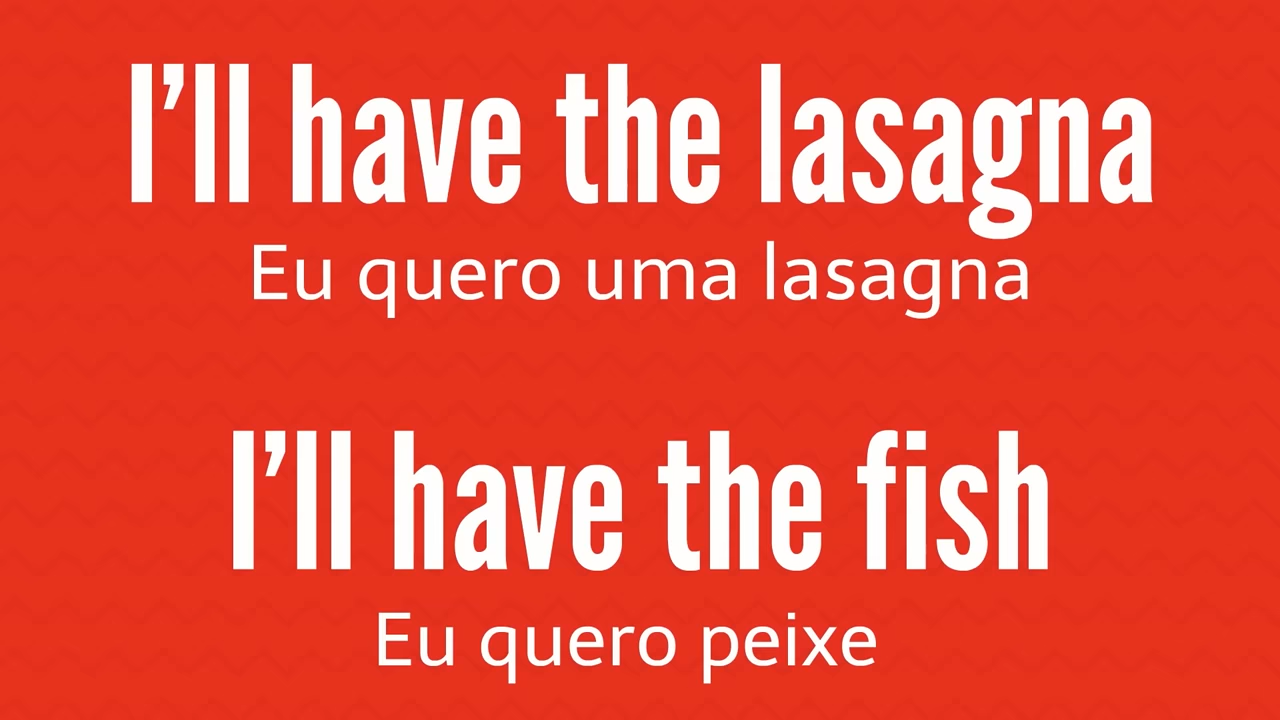 I’ll have the lasagna
Eu quero uma lasagna
I’ll have the fish
Eu quero peixe